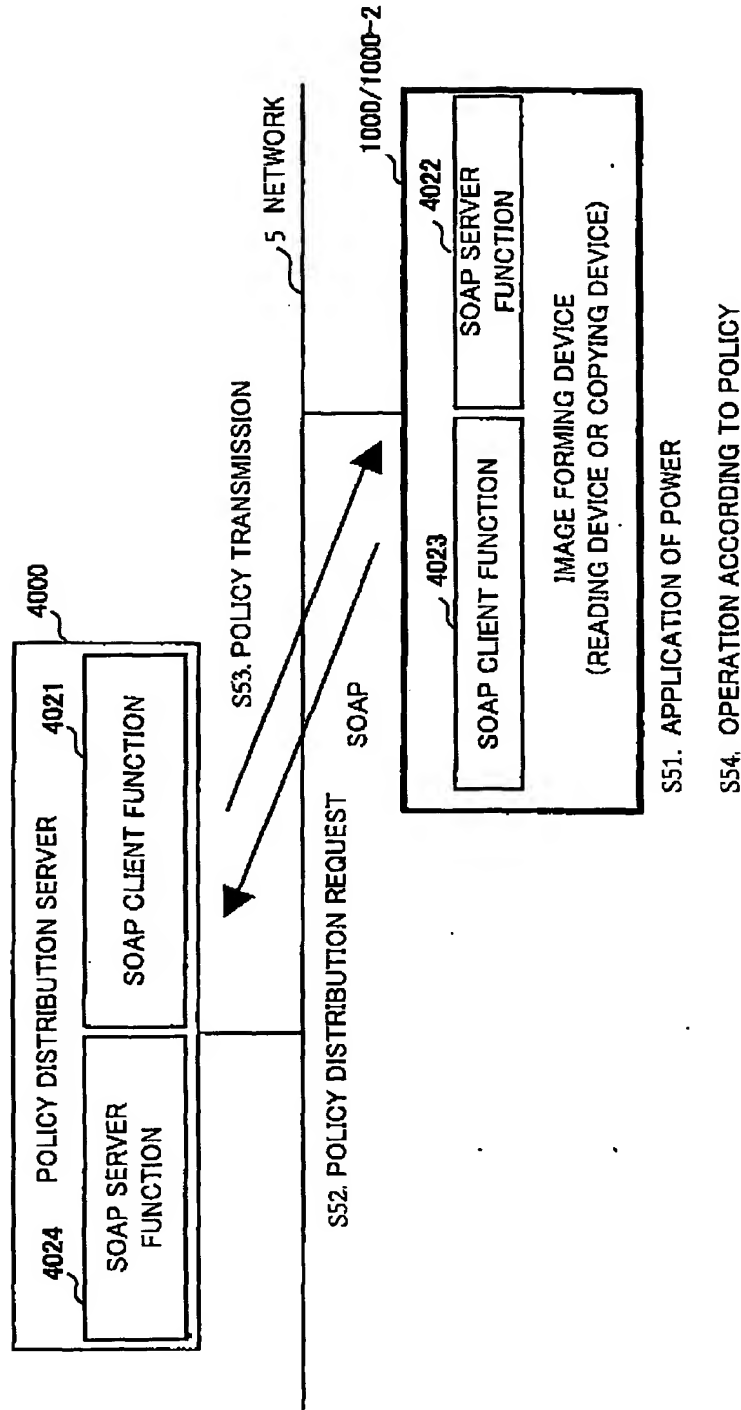 4000
POLICY DISTRIBUTION SERVER
4024
4021
SOAP SERVER
FUNCTION
SOAP CLIENT FUNCTION
S53. POLICY TRANSMISSION
5 NETWORK
S52. POLICY DISTRIBUTION REQUEST
SOAP
1000/1000-2
4023
4022
SOAP CLIENT FUNCTION
SOAP SERVER
FUNCTION
IMAGE FORMING DEVICE
(READING DEVICE OR COPYING DEVICE)
S51. APPLICATION OF POWER
S54. OPERATION ACCORDING TO POLICY